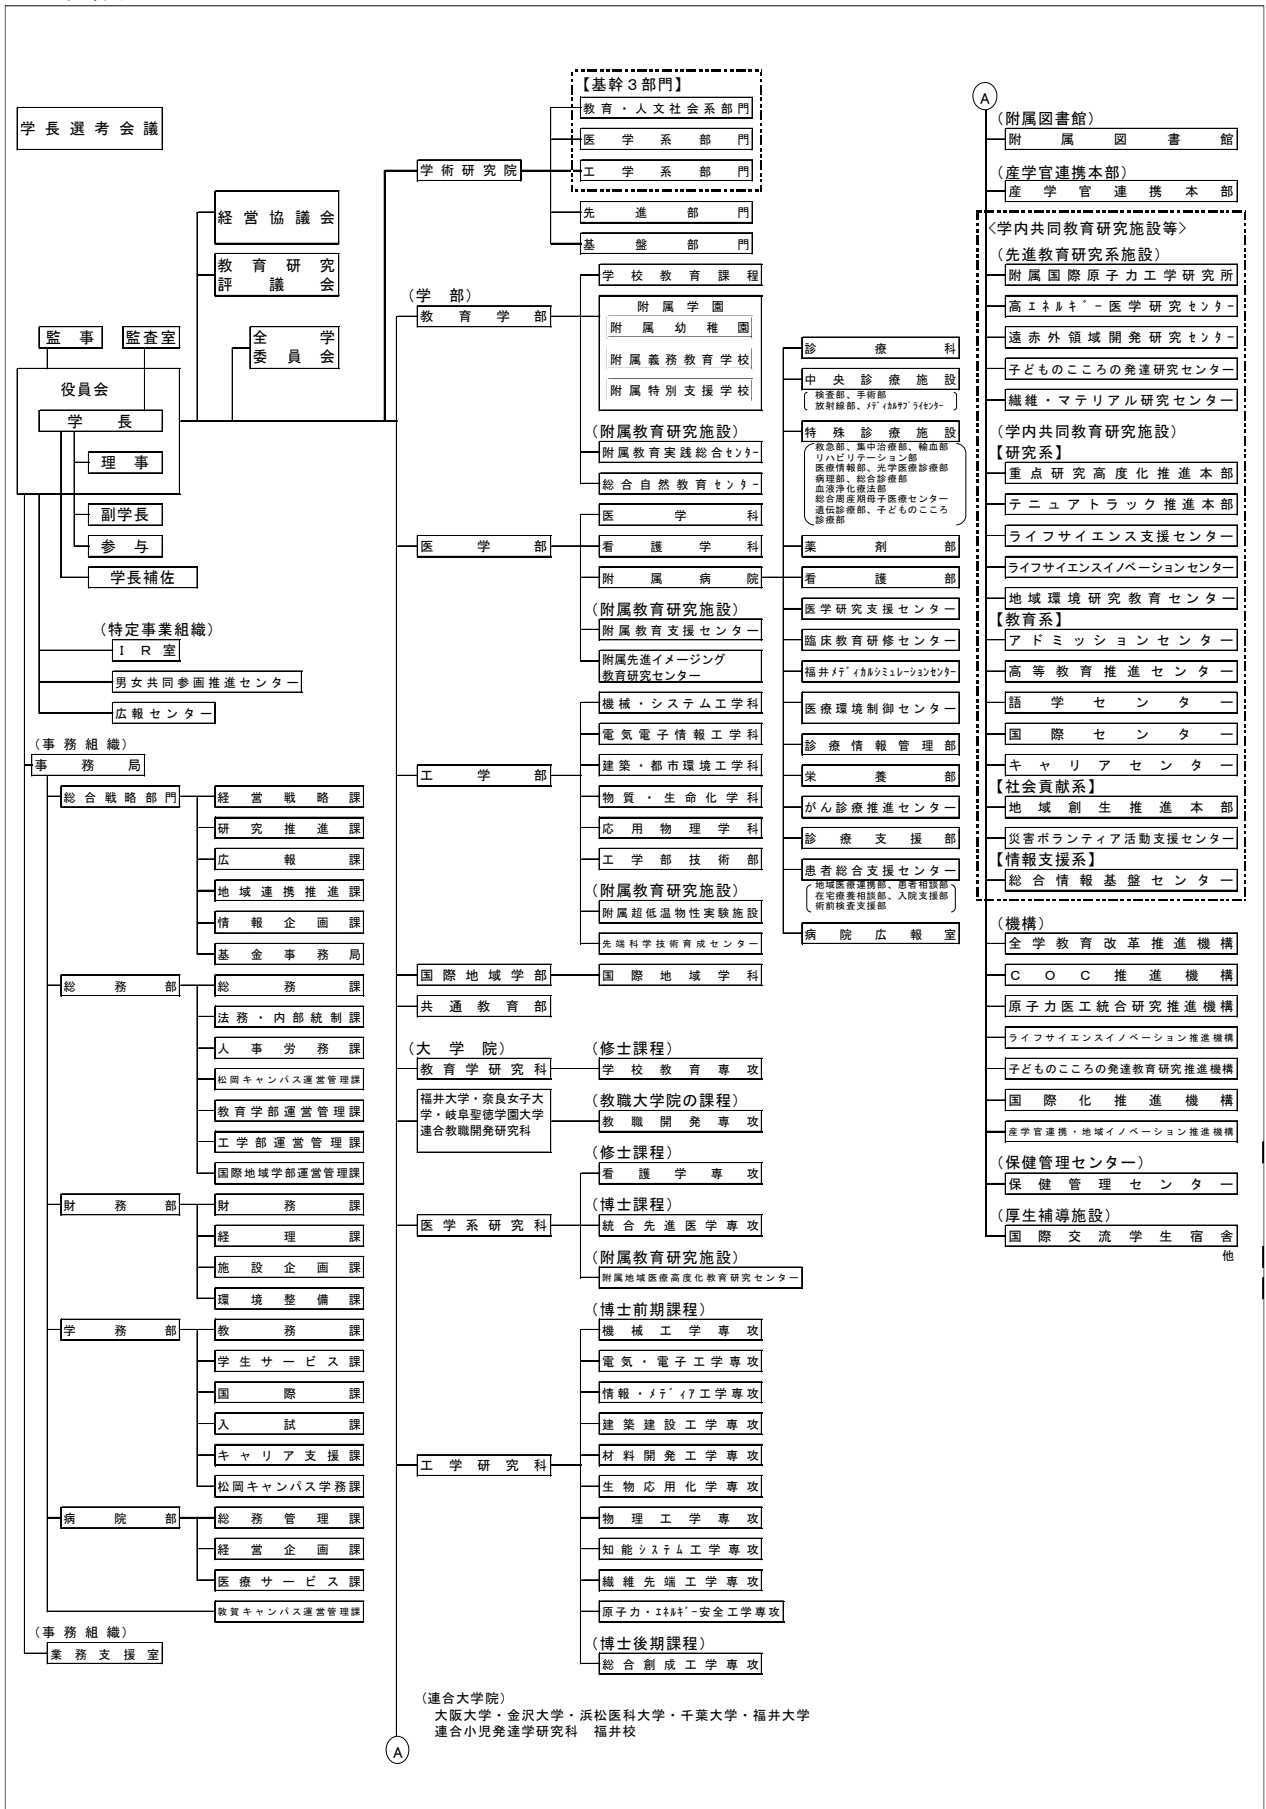 学長選考会議
経営協議会
教育研究
評議会
監事
監査室
全学
委員会
役員会
学長
理事
副学長
参与
学長補佐
(特定事業組織)
IR室
男女共同参画推進センター
広報センター
(事務組織)
事務局
総合戦略部門
経営戦略課
研究推進課
広報課
地域連携推進課
情報企画課
基金事務局
総務部
総務課
法務・内部統制課
人事労務課
松岡キャンパス運営管理課
教育学部運営管理課
工学部運営管理課
国際地域学部運営管理課
財務部
財務課
経理課
施設企画課
環境整備課
学務部
教務課
学生サービス課
国際課
入試課
キャリア支援課
松岡キャンパス学務課
病院部
総務管理課
経営企画課
医療サービス課
敦賀キャンパス運営管理課
(事務組織)
業務支援室
学術研究院
【基幹3部門】
教育・人文社会系部門
医学系部門
工学系部門
先進部門
基盤部門
(学部)
教育学部
学校教育課程
附属学園
附属幼稚園
附属義務教育学校
附属特別支援学校
(附属教育研究施設)
附属教育実践総合センター
総合自然教育センター
医学部
医学科
看護学科
附属病院
(附属教育研究施設)
附属教育支援センター
附属先進イメージング
教育研究センター
診療科
中央診療施設
検査部、手術部
放射線部、メディカルサプライセンター
特殊診療施設
救急部、集中治療部、輸血部
リハビリテーション部
医療情報部、光学医療診療部
病理部、総合診療部
血液浄化療法部
総合周産期母子医療センター
遺伝診療部、子どものこころ
診療部
薬剤部
看護部
医学研究支援センター
臨床教育研修センター
福井メディカルシミュレーションセンター
医療環境制御センター
診療情報管理部
栄養部
がん診療推進センター
診療支援部
患者総合支援センター
地域医療連携部、患者相談部
在宅療養相談部、入院支援部
術前検査支援部
病院広報室
工学部
機械・システム工学科
電気電子情報工学科
建築・都市環境工学科
物質・生命化学科
応用物理学科
工学部技術部
(附属教育研究施設)
附属超低温物性実験施設
先端科学技術育成センター
国際地域学部
国際地域学科
共通教育部
(大学院)
教育学研究科
(修士課程)
学校教育専攻
福井大学・奈良女子大
学・岐阜聖徳学園大学
連合教職開発研究科
(教職大学院の課程)
教職開発専攻
医学系研究科
(修士課程)
看護学専攻
(博士課程)
統合先進医学専攻
(附属教育研究施設)
附属地域医療高度化教育研究センター
工学研究科
(博士前期課程)
機械工学専攻
電気・電子工学専攻
情報・メディア工学専攻
建築建設工学専攻
材料開発工学専攻
生物応用化学専攻
物理工学専攻
知能システム工学専攻
繊維先端工学専攻
原子力・エネルギー安全工学専攻
(博士後期課程)
総合創成工学専攻
(連合大学院)
大阪大学・金沢大学・浜松医科大学・千葉大学・福井大学
連合小児発達学研究科 福井校
A
A
(附属図書館)
附属図書館
(産学官連携本部)
産学官連携本部
<学内共同教育研究施設等>
(先進教育研究系施設)
附属国際原子力工学研究所
高エネルギー医学研究センター
遠赤外領域開発研究センター
子どものこころの発達研究センター
繊維・マテリアル研究センター
(学内共同教育研究施設)
【研究系】
重点研究高度化推進本部
テニュアトラック推進本部
ライフサイエンス支援センター
ライフサイエンスイノベーションセンター
地域環境研究教育センター
【教育系】
アドミッションセンター
高等教育推進センター
語学センター
国際センター
キャリアセンター
【社会貢献系】
地域創生推進本部
災害ボランティア活動支援センター
【情報支援系】
総合情報基盤センター
(機構)
全学教育改革推進機構
COC推進機構
原子力医工統合研究推進機構
ライフサイエンスイノベーション推進機構
子どものこころの発達教育研究推進機構
国際化推進機構
産学官連携・地域イノベーション推進機構
(保健管理センター)
保健管理センター
(厚生補導施設)
国際交流学生宿舎
他